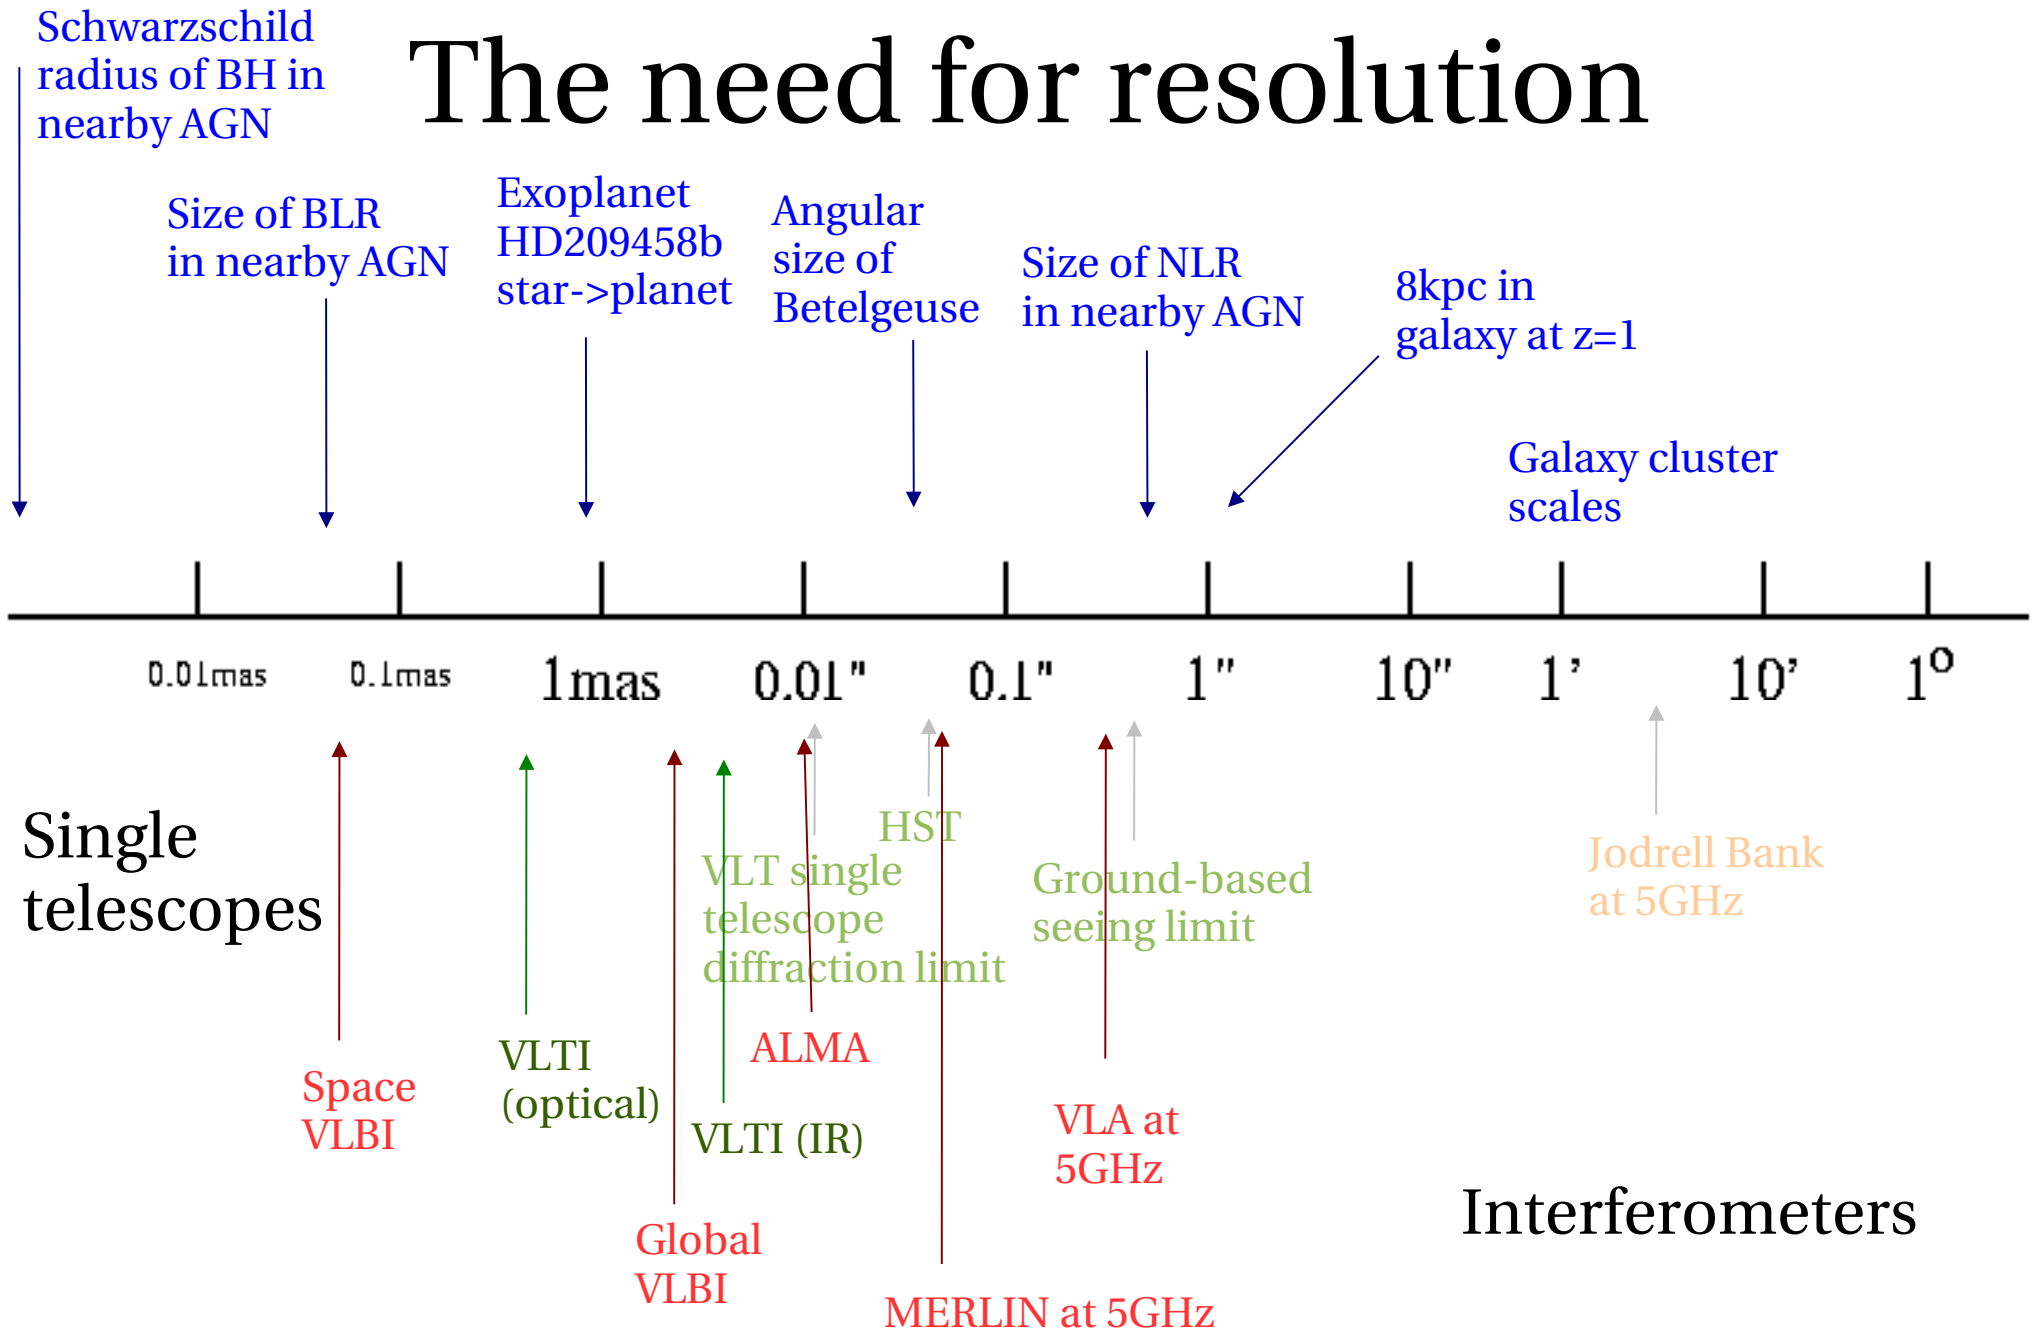 Schwarzschild
radius of BH in
nearby AGN
The need for resolution
Size of BLR
in nearby AGN
Exoplanet
HD209458b
star->planet
Angular
size of
Betelgeuse
Size of NLR
in nearby AGN
8kpc in
galaxy at z=1
Galaxy cluster
scales
0.01mas
0.1mas
1mas
0.01"
0.1"
1"
10"
1'
10'
1º
Single
telescopes
HST
VLT single
telescope
diffraction limit
Ground-based
seeing limit
Jodrell Bank
at 5GHz
Space
VLBI
VLTI
(optical)
ALMA
VLTI (IR)
VLA at
5GHz
Global
VLBI
MERLIN at 5GHz
Interferometers